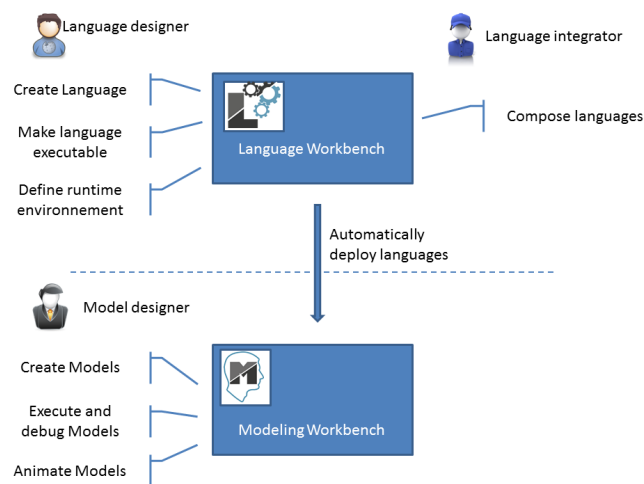 Language designer
Language integrator
Create Language
Make language
executable
Define runtime
environnement
L
Language Workbench
Compose languages
Automatically
deploy languages
Model designer
Create Models
Execute and
debug Models
Animate Models
M
Modeling Workbench